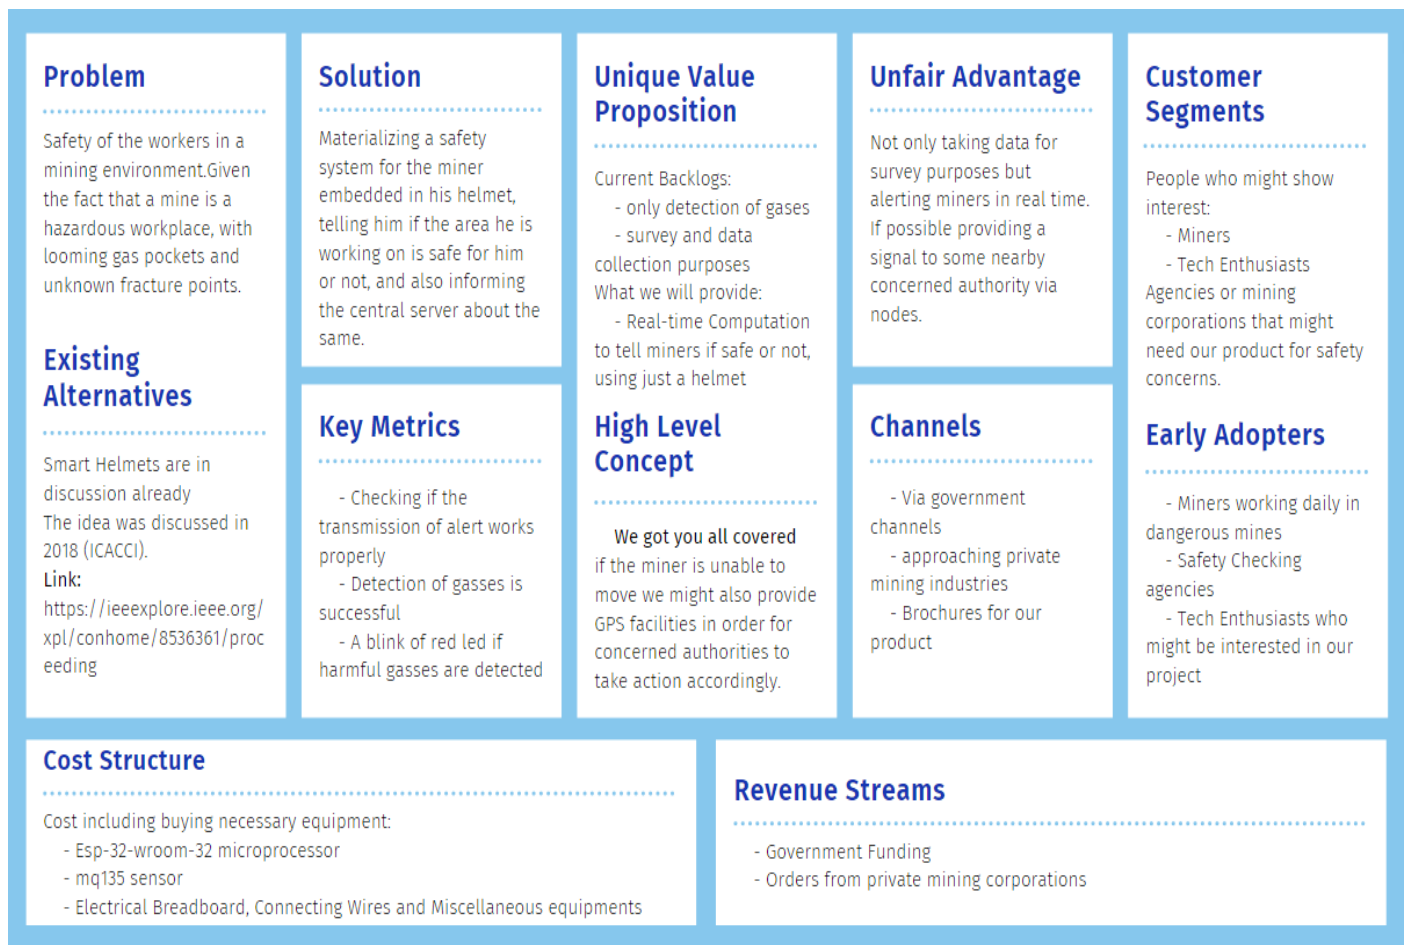 Problem
Safety of the workers in a
mining environment.Given
the fact that a mine is a
hazardous workplace, with
looming gas pockets and
unknown fracture points.
Existing
Alternatives
Smart Helmets are in
discussion already
The idea was discussed in
2018 (ICACCI).
Link:
https://ieeexplore.ieee.org/
xpl/conhome/8536361/proc
eeding
Solution
Materializing a safety
system for the miner
embedded in his helmet,
telling him if the area he is
working on is safe for him
or not, and also informing
the central server about the
same.
Key Metrics
- Checking if the
transmission of alert works
properly
- Detection of gasses is
successful
- A blink of red led if
harmful gasses are detected
Unique Value
Proposition
Current Backlogs:
- only detection of gases
- survey and data
collection purposes
What we will provide:
- Real-time Computation
to tell miners if safe or not,
using just a helmet
High Level
Concept
We got you all covered
if the miner is unable to
move we might also provide
GPS facilities in order for
concerned authorities to
take action accordingly.
Unfair Advantage
Not only taking data for
survey purposes but
alerting miners in real time.
If possible providing a
signal to some nearby
concerned authority via
nodes.
Channels
- Via government
channels
- approaching private
mining industries
- Brochures for our
product
Customer
Segments
People who might show
interest:
- Miners
- Tech Enthusiasts
Agencies or mining
corporations that might
need our product for safety
concerns.
Early Adopters
- Miners working daily in
dangerous mines
- Safety Checking
agencies
- Tech Enthusiasts who
might be interested in our
project
Cost Structure
Cost including buying necessary equipment:
- Esp-32-wroom-32 microprocessor
- mq135 sensor
- Electrical Breadboard, Connecting Wires and Miscellaneous equipments
Revenue Streams
- Government Funding
- Orders from private mining corporations